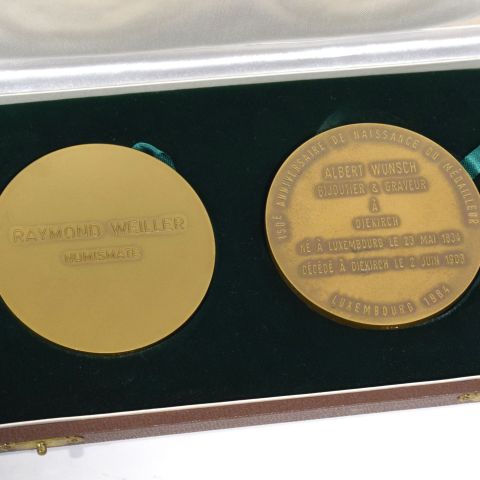 RAYMOND WEILLER
NUMISMATE
150E ANNIVERSAIRE DE NAISSANCE DU MÉDAILLEUR
ALBERT WUNSCH
BIJOUTIER & GRAVEUR
À
DIEKIRCH
NÉ À LUXEMBOURG LE 23 MAI 1834
DÉCÉDÉ À DIEKIRCH LE 2 JUIN 1903
LUXEMBOURG 1984